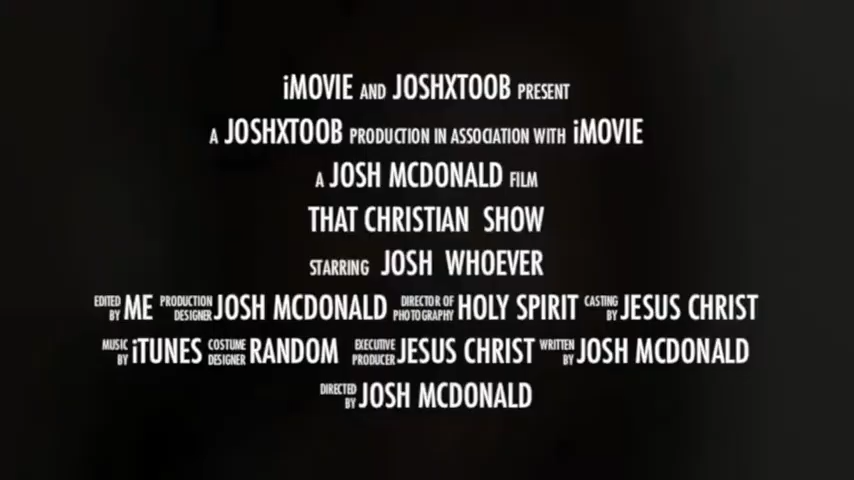 iMOVIE AND JOSHXTOOB PRESENT
A JOSHXTOOB PRODUCTION IN ASSOCIATION WITH iMOVIE
A JOSH MCDONALD FILM
THAT CHRISTIAN SHOW
STARRING JOSH WHOEVER
EDITED BY ME PRODUCTION DESIGNER JOSH MCDONALD DIRECTOR OF PHOTOGRAPHY HOLY SPIRIT CASTING BY JESUS CHRIST
MUSIC BY iTUNES COSTUME DESIGNER RANDOM EXECUTIVE PRODUCER JESUS CHRIST WRITTEN BY JOSH MCDONALD
DIRECTED BY JOSH MCDONALD